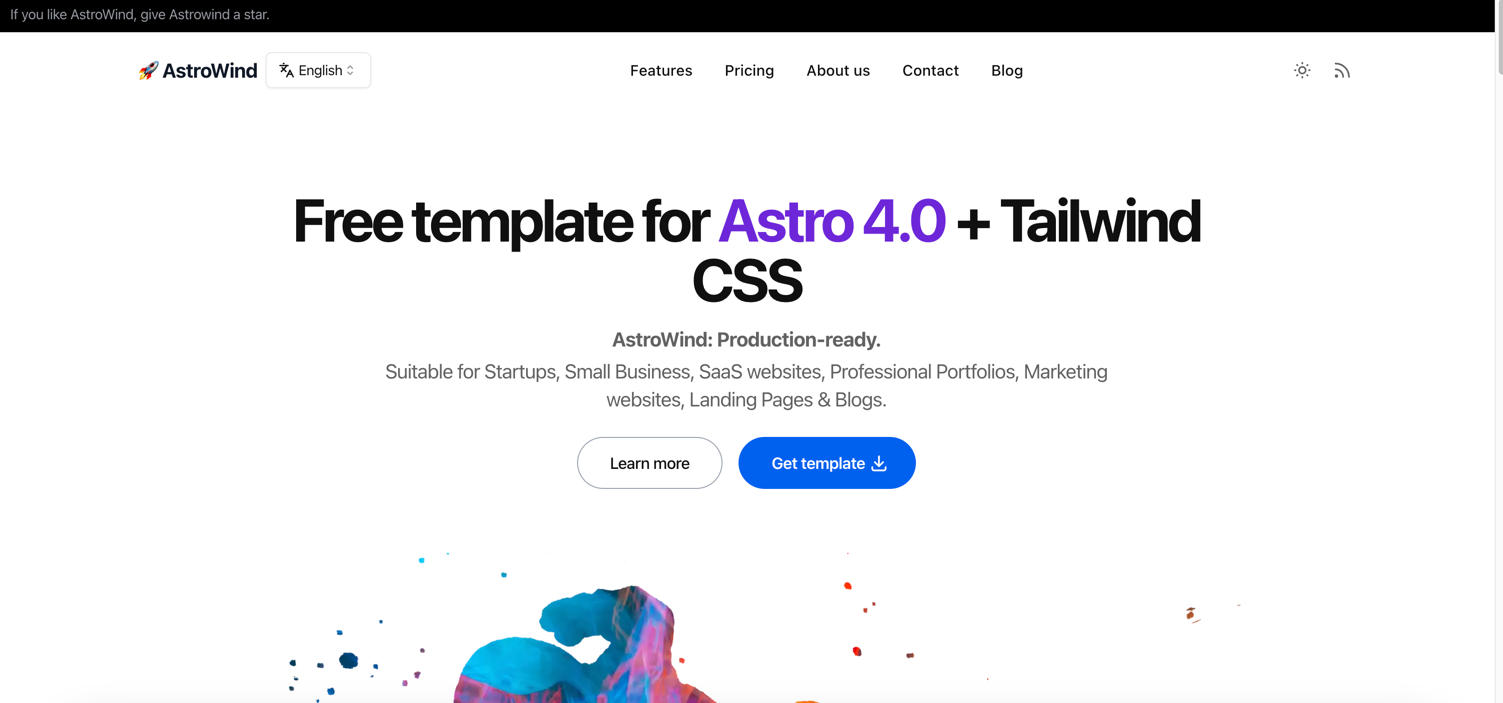 If you like AstroWind, give Astrowind a star.
🚀 AstroWind English
Features Pricing About us Contact Blog
Free template for Astro 4.0 + Tailwind
CSS
AstroWind: Production-ready.
Suitable for Startups, Small Business, SaaS websites, Professional Portfolios, Marketing
websites, Landing Pages & Blogs.
Learn more
Get template